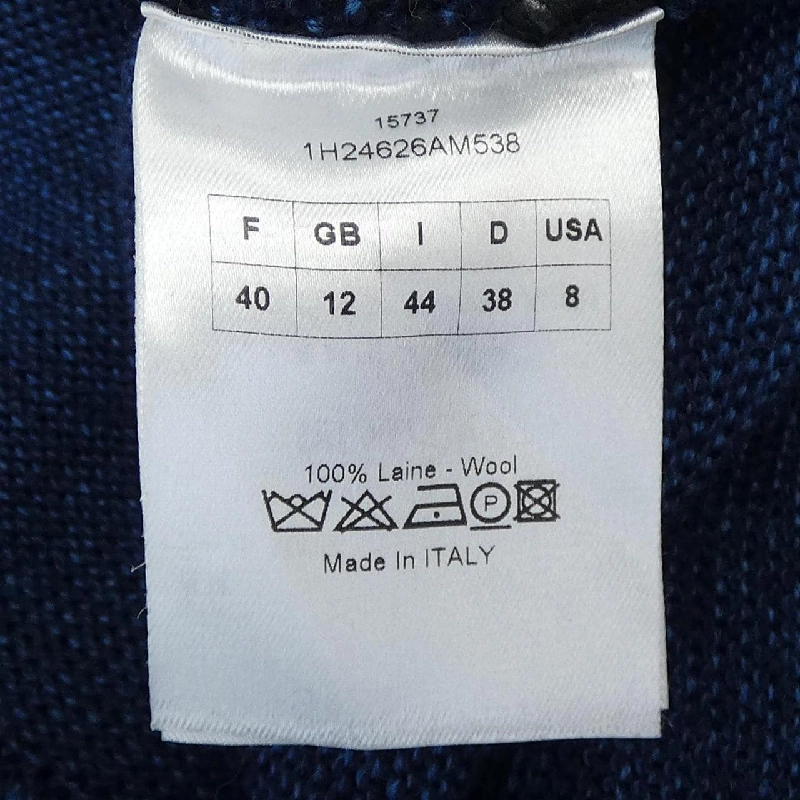 15737
1H24626AM538
F GB I D USA
40 12 44 38 8
100% Laine - Wool
P
Made In ITALY